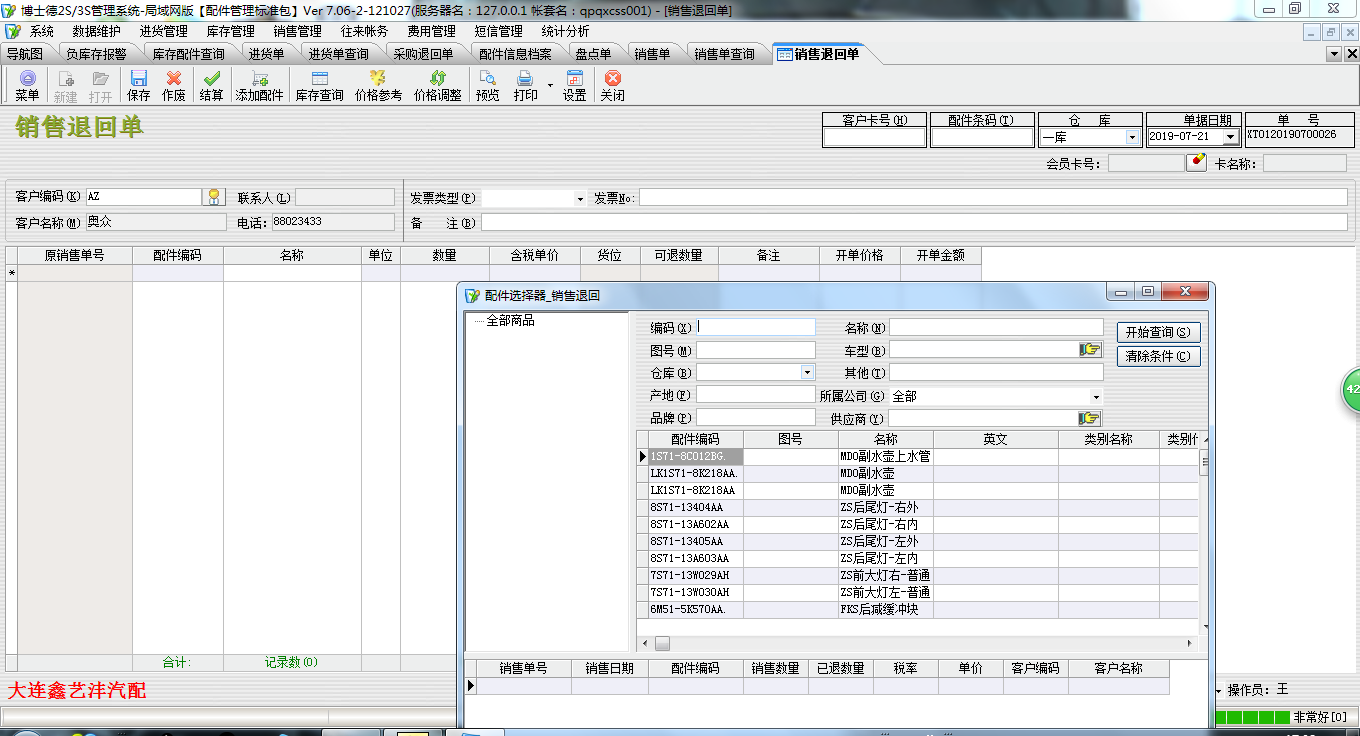 博士德2S/3S管理系统-局域网版【配件管理标准包】Ver 7.06-2-121027(服务器名：127.0.0.1 帐套名：qpqxcss001) - [销售退回单]
系统 数据维护 进货管理 库存管理 销售管理 往来帐务 费用管理 短信管理 统计分析
导航图 负库存报警 库存配件查询 进货单 进货单查询 采购退回单 配件信息档案 盘点单 销售单 销售单查询 销售退回单
菜单 新建 打开 保存 作废 结算 添加配件 库存查询 价格参考 价格调整 预览 打印 设置 关闭
销售退回单
客户卡号(H) 配件条码(T) 仓 库 单据日期 单 号
一库 2019-07-21 XT0120190700026
会员卡号： 卡名称：
客户编码(K) AZ 联系人(L) 发票类型(P) 发票No:
客户名称(M) 奥众 电话：88023433 备 注(B)
原销售单号 配件编码 名称 单位 数量 含税单价 货位 可退数量 备注 开单价格 开单金额
*
配件选择器_销售退回
全部商品
编码(X) 名称(N) 开始查询(S)
图号(M) 车型(B) 清除条件(C)
仓库(B) 其他(T)
产地(P) 所属公司(G) 全部
品牌(P) 供应商(Y)
配件编码 图号 名称 英文 类别名称 类别亻
1S71-8C012BG. MDO副水壶上水管
LK1S71-8K218AA. MDO副水壶
LK1S71-8K218AA MDO副水壶
8S71-13404AA ZS后尾灯-右外
8S71-13A602AA ZS后尾灯-右内
8S71-13405AA ZS后尾灯-左外
8S71-13A603AA ZS后尾灯-左内
7S71-13W029AH ZS前大灯右-普通
7S71-13W030AH ZS前大灯左-普通
6M51-5K570AA. FKS后减缓冲块
42
合计： 记录数(0)
销售单号 销售日期 配件编码 销售数量 已退数量 税率 单价 客户编码 客户名称
大连鑫艺沣汽配 操作员：王
非常好[0]